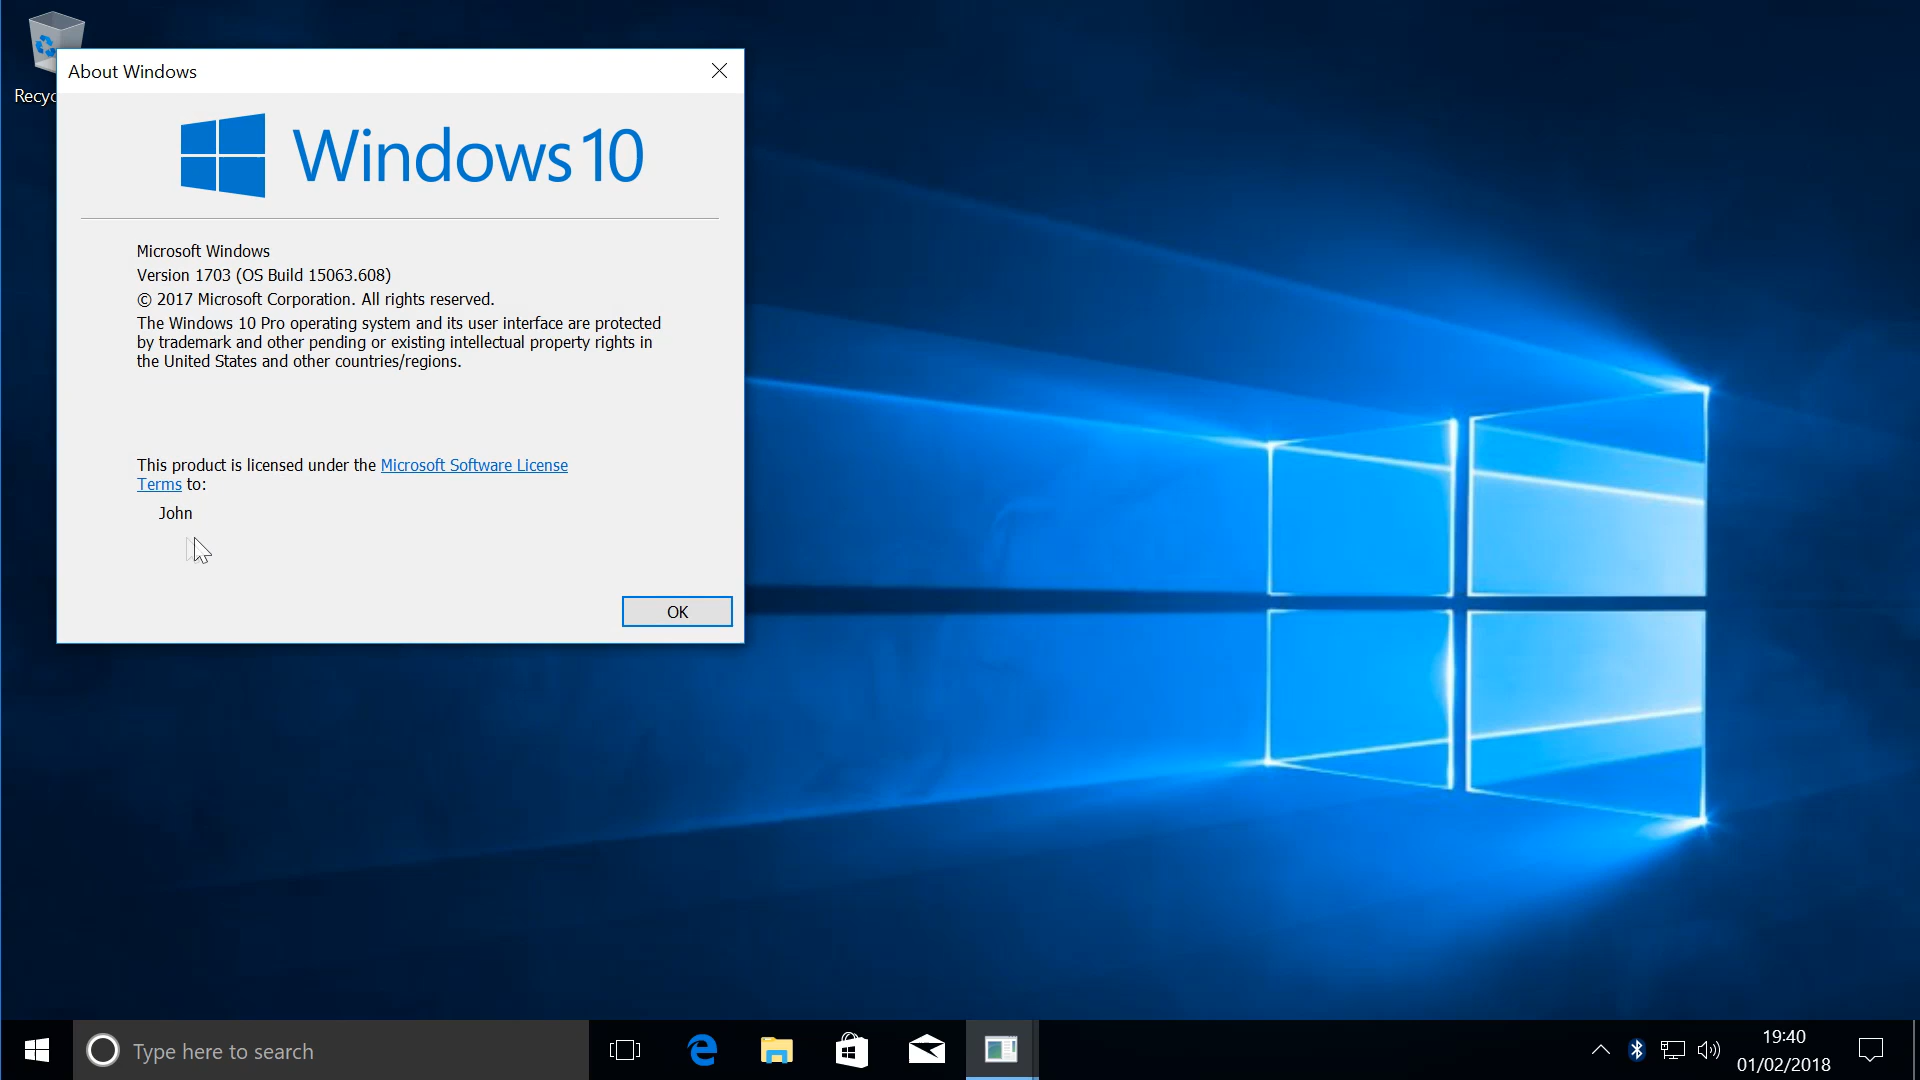 Recyc
About Windows
Windows 10
Microsoft Windows
Version 1703 (OS Build 15063.608)
© 2017 Microsoft Corporation. All rights reserved.
The Windows 10 Pro operating system and its user interface are protected
by trademark and other pending or existing intellectual property rights in
the United States and other countries/regions.
This product is licensed under the Microsoft Software License
Terms to:
John
OK
Type here to search
19:40
01/02/2018